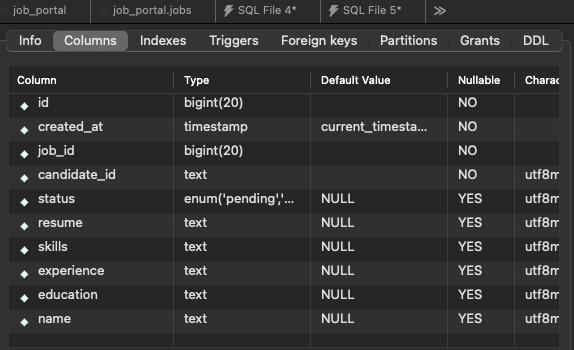 job_portal job_portal.jobs SQL File 4* SQL File 5*
Info Columns Indexes Triggers Foreign keys Partitions Grants DDL
Column Type Default Value Nullable Charac
id bigint(20) NO
created_at timestamp current_timesta... NO
job_id bigint(20) NO
candidate_id text NO utf8m
status enum('pending','... NULL YES utf8m
resume text NULL YES utf8m
skills text NULL YES utf8m
experience text NULL YES utf8m
education text NULL YES utf8m
name text NULL YES utf8m